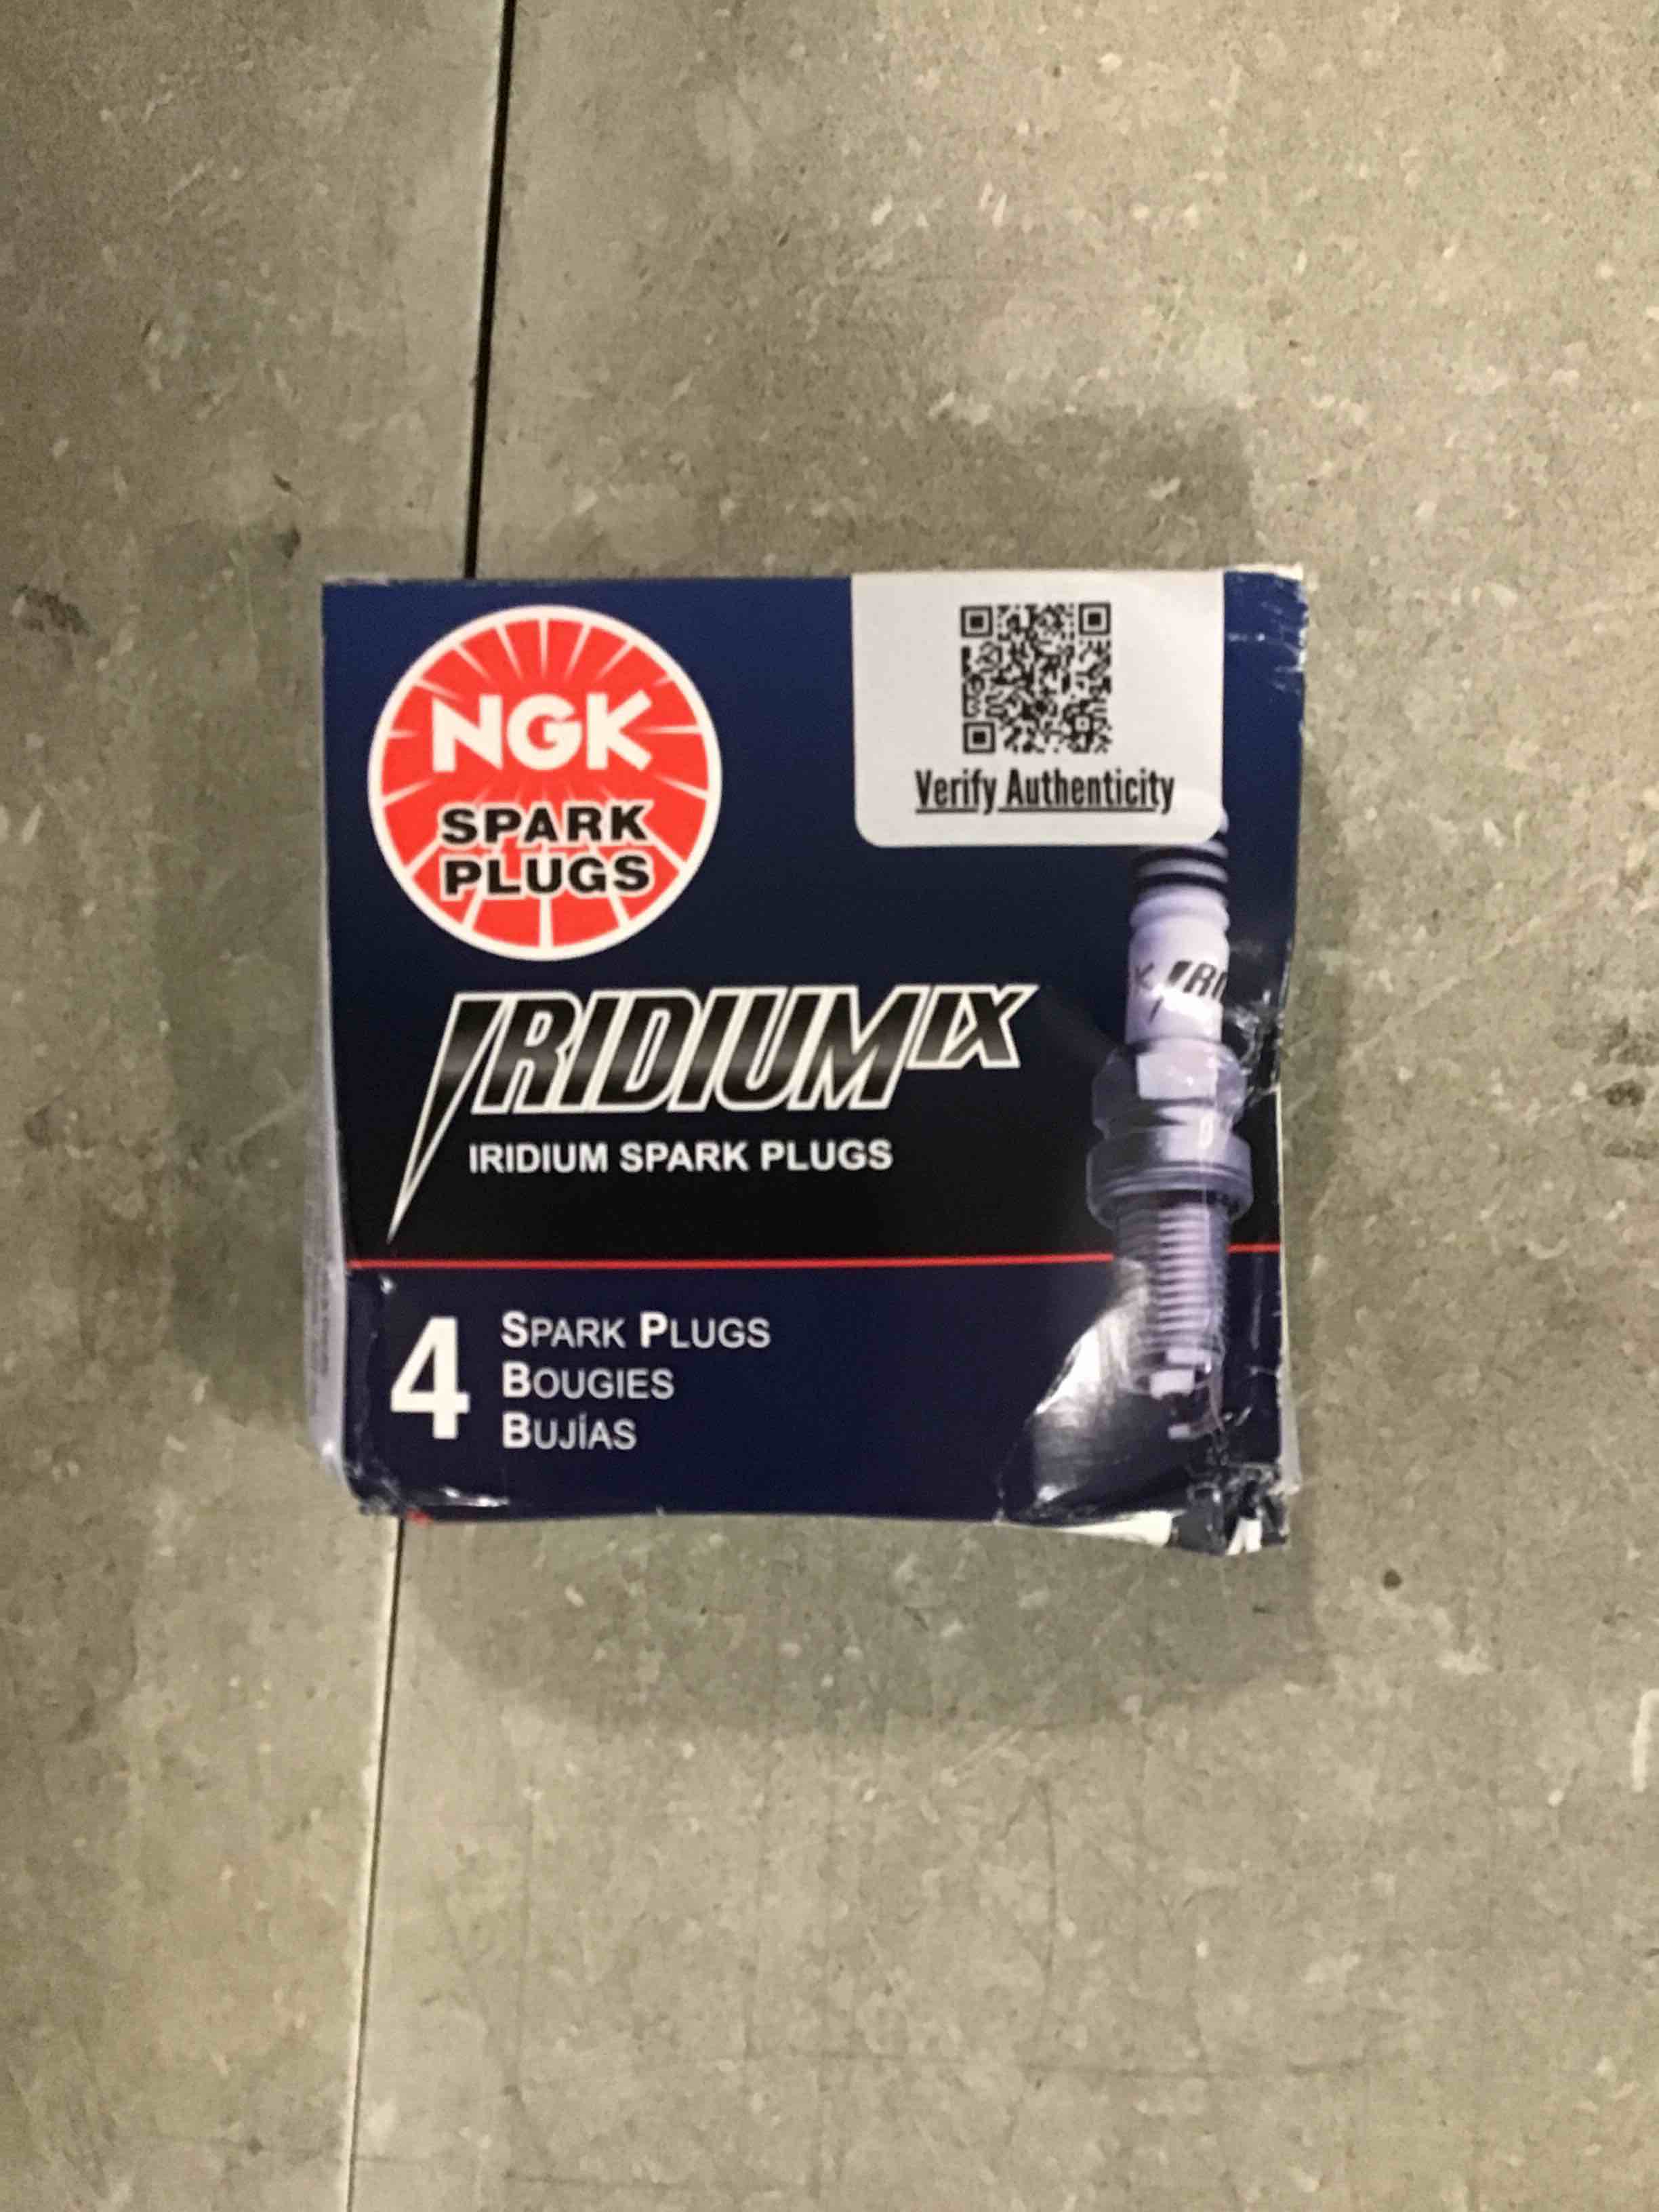 NGK
SPARK
PLUGS
Verify Authenticity
IRIDIUM IX
IRIDIUM SPARK PLUGS
4
SPARK PLUGS
BOUGIES
BUJÍAS